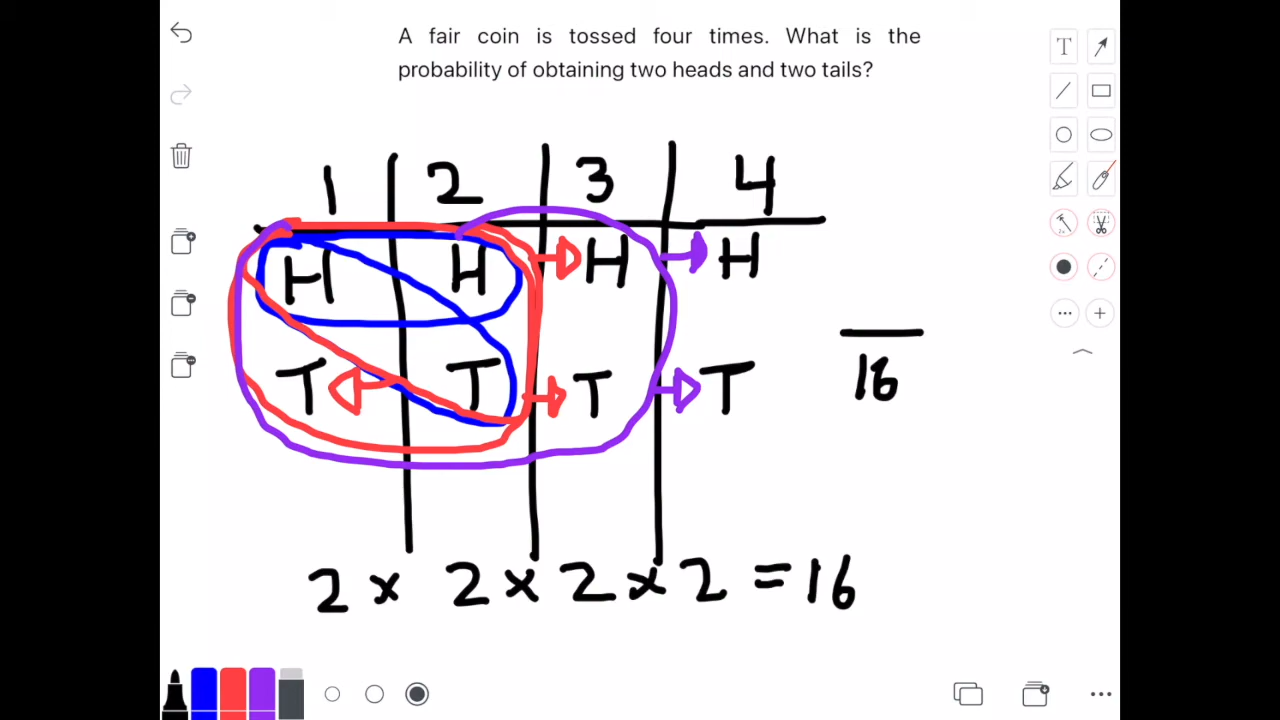 A fair coin is tossed four times. What is the
probability of obtaining two heads and two tails?
1 2 3 4
H H H H
T T T T
16
2 × 2 × 2 × 2 = 16
T